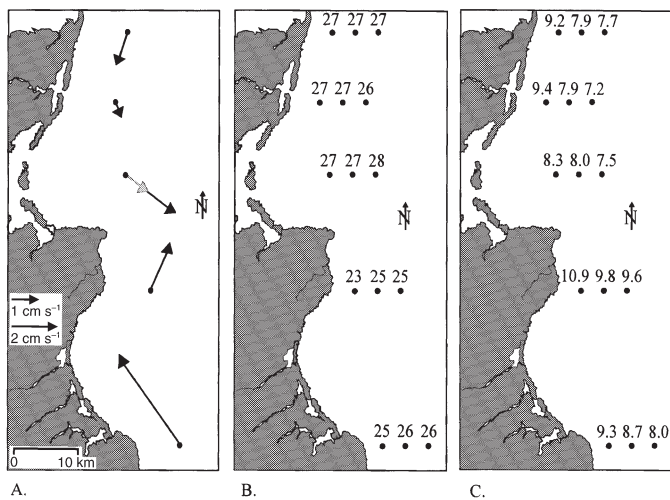 N
1 cm s⁻¹
2 cm s⁻¹
0 10 km
A.
27 27 27
27 27 26
27 27 28
N
23 25 25
25 26 26
B.
9.2 7.9 7.7
9.4 7.9 7.2
8.3 8.0 7.5
N
10.9 9.8 9.6
9.3 8.7 8.0
C.